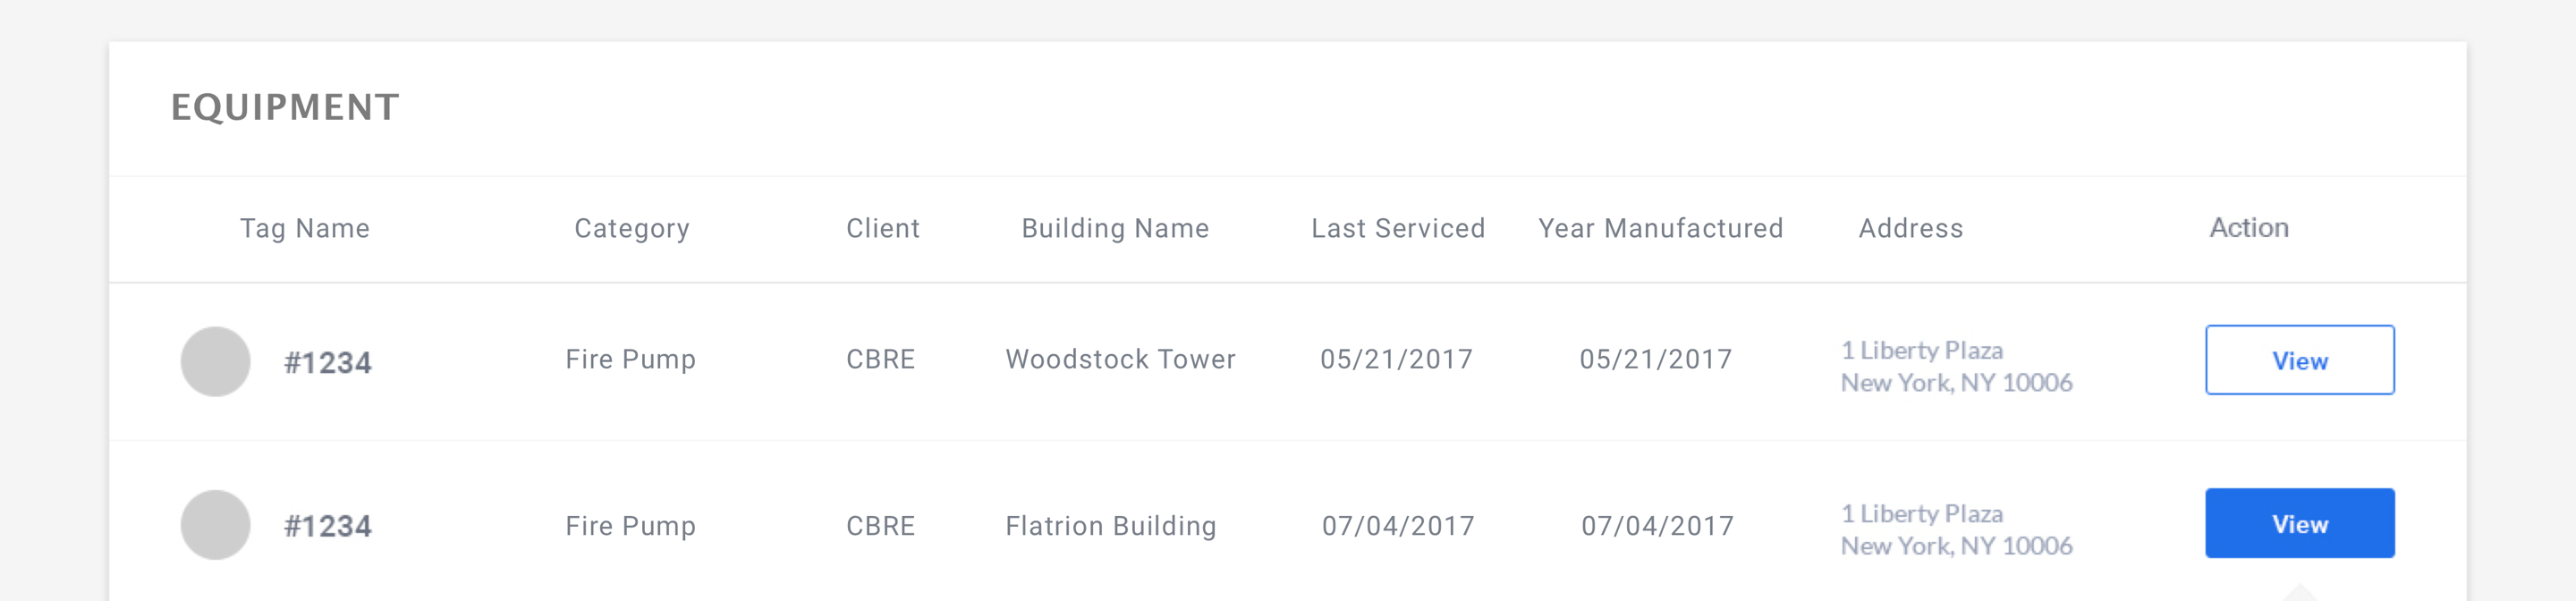 EQUIPMENT
Tag Name Category Client Building Name Last Serviced Year Manufactured Address Action
#1234 Fire Pump CBRE Woodstock Tower 05/21/2017 05/21/2017 1 Liberty Plaza
New York, NY 10006 View
#1234 Fire Pump CBRE Flatrion Building 07/04/2017 07/04/2017 1 Liberty Plaza
New York, NY 10006 View